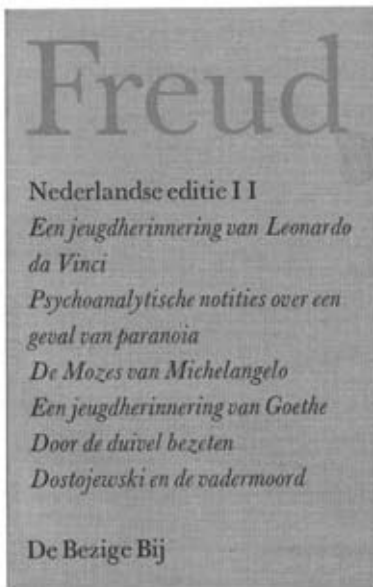 Freud
Nederlandse editie I I
Een jeugdherinnering van Leonardo
da Vinci
Psychoanalytische notities over een
geval van paranoia
De Mozes van Michelangelo
Een jeugdherinnering van Goethe
Door de duivel bezeten
Dostojewski en de vadermoord
De Bezige Bij